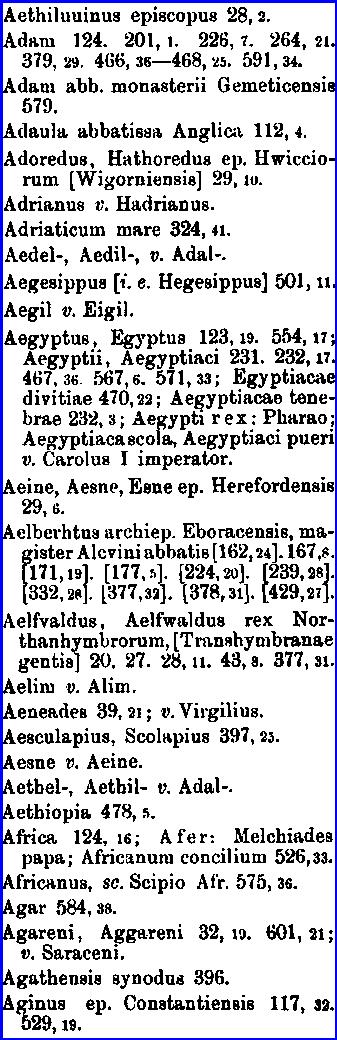 Aethiluuinus episcopus 28, 2.
Adam 124. 201, 1. 226, 7. 264, 21.
379, 29. 466, 36—468, 25. 591, 34.
Adam abb. monasterii Gemeticensis
579.
Adaula abbatissa Anglica 112, 4.
Adoredus, Hathoredus ep. Hwiccio-
rum [Wigorniensis] 29, 10.
Adrianus v. Hadrianus.
Adriaticum mare 324, 41.
Aedel-, Aedil-, v. Adal-.
Aegesippus [i. e. Hegesippus] 501, 11.
Aegil v. Eigil.
Aegyptus, Egyptus 123, 19. 554, 17;
Aegyptii, Aegyptiaci 231. 232, 17.
467, 36. 567, 6. 571, 33; Egyptiacae
divitiae 470, 22; Aegyptiacae tene-
brae 232, 3; Aegypti rex: Pharao;
Aegyptiaca scola, Aegyptiaci pueri
v. Carolus I imperator.
Aeine, Aesne, Esne ep. Herefordensis
29, 6.
Aelberhtus archiep. Eboracensis, ma-
gister Alcvini abbatis [162, 24]. 167, 8.
[171, 19]. [177, 5]. [224, 20]. [239, 28].
[332, 28]. [377, 32]. [378, 31]. [429, 27].
Aelfvaldus, Aelfwaldus rex Nor-
thanhymbrorum, [Transhymbranae
gentis] 20. 27. 28, 11. 43, 8. 377, 31.
Aelim v. Alim.
Aeneades 39, 21; v. Virgilius.
Aesculapius, Scolapius 397, 23.
Aesne v. Aeine.
Aethel-, Aethil- v. Adal-.
Aethiopia 478, 5.
Africa 124, 16; Afer: Melchiades
papa; Africanum concilium 526, 33.
Africanus, sc. Scipio Afr. 575, 36.
Agar 584, 38.
Agareni, Aggareni 32, 19. 601, 21;
v. Saraceni.
Agathensis synodus 396.
Aginus ep. Constantiensis 117, 32.
529, 19.